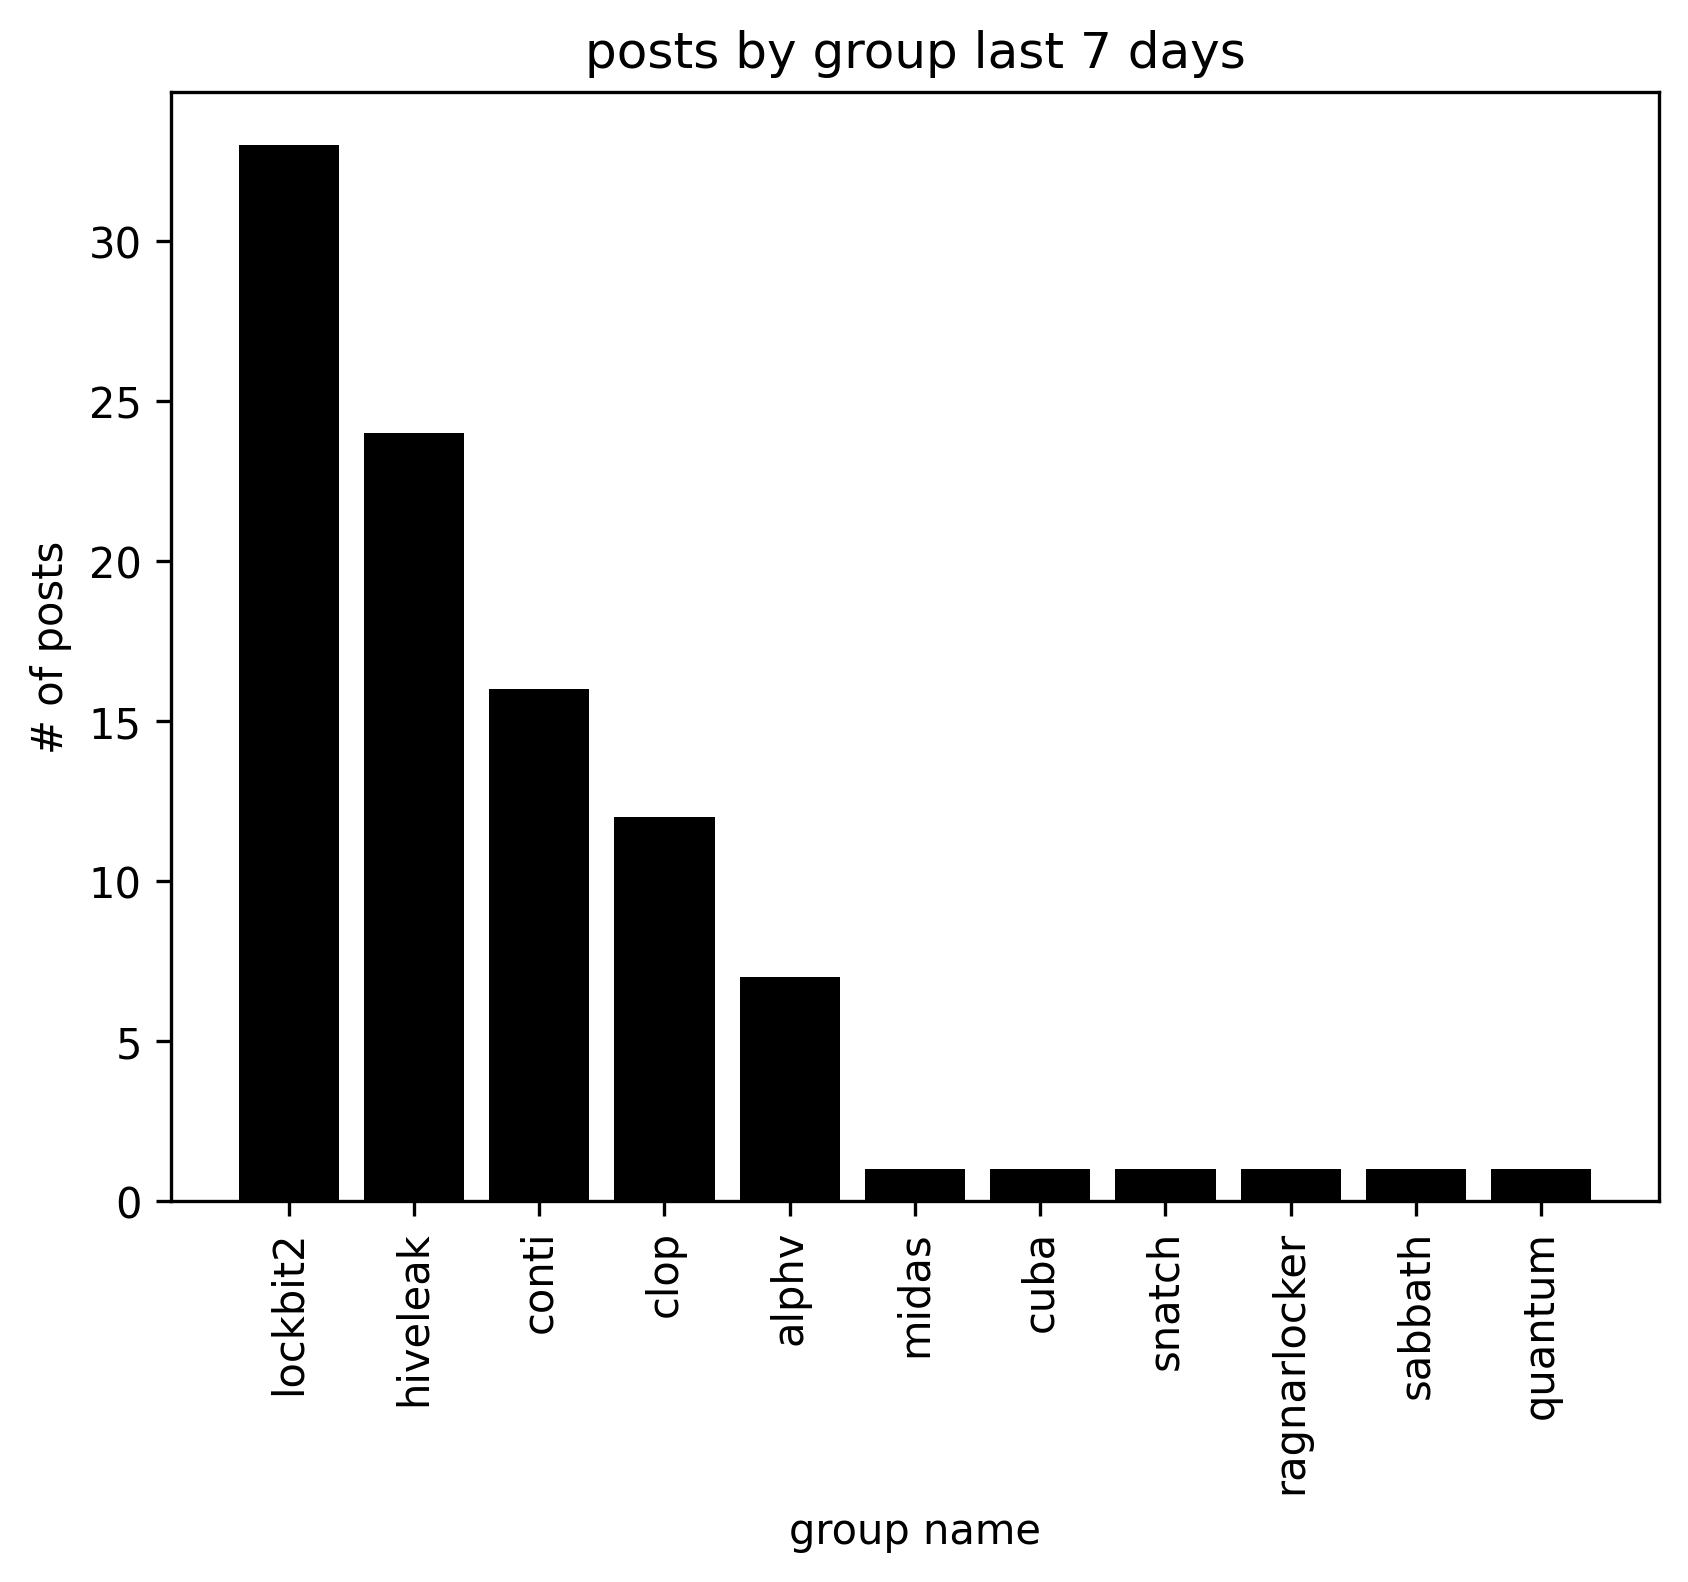 posts by group last 7 days
# of posts
30
25
20
15
10
5
0
lockbit2
hiveleak
conti
clop
alphv
midas
cuba
snatch
ragnarlocker
sabbath
quantum
group name